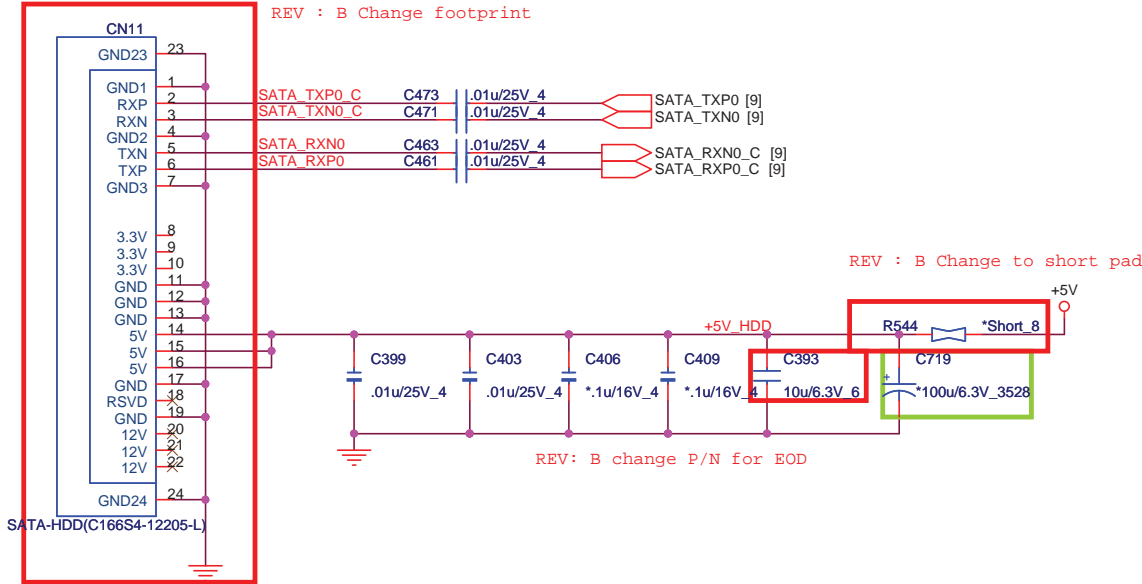 REV : B Change footprint
CN11
GND23 23
GND1 1
RXP 2 SATA_TXP0_C C473 .01u/25V_4 SATA_TXP0 [9]
RXN 3 SATA_TXN0_C C471 .01u/25V_4 SATA_TXN0 [9]
GND2 4
TXN 5 SATA_RXN0 C463 .01u/25V_4 SATA_RXN0_C [9]
TXP 6 SATA_RXP0 C461 .01u/25V_4 SATA_RXP0_C [9]
GND3 7
3.3V 8
3.3V 9
3.3V 10
GND 11
GND 12
GND 13
5V 14
5V 15
5V 16
GND 17
RSVD 18
GND 19
12V 20
12V 21
12V 22
GND24 24
SATA-HDD(C166S4-12205-L)
REV : B Change to short pad
+5V
+5V_HDD R544 *Short_8
C399 C403 C406 C409 C393 C719
.01u/25V_4 .01u/25V_4 *.1u/16V_4 *.1u/16V_4 10u/6.3V_6 + *100u/6.3V_3528
REV: B change P/N for EOD